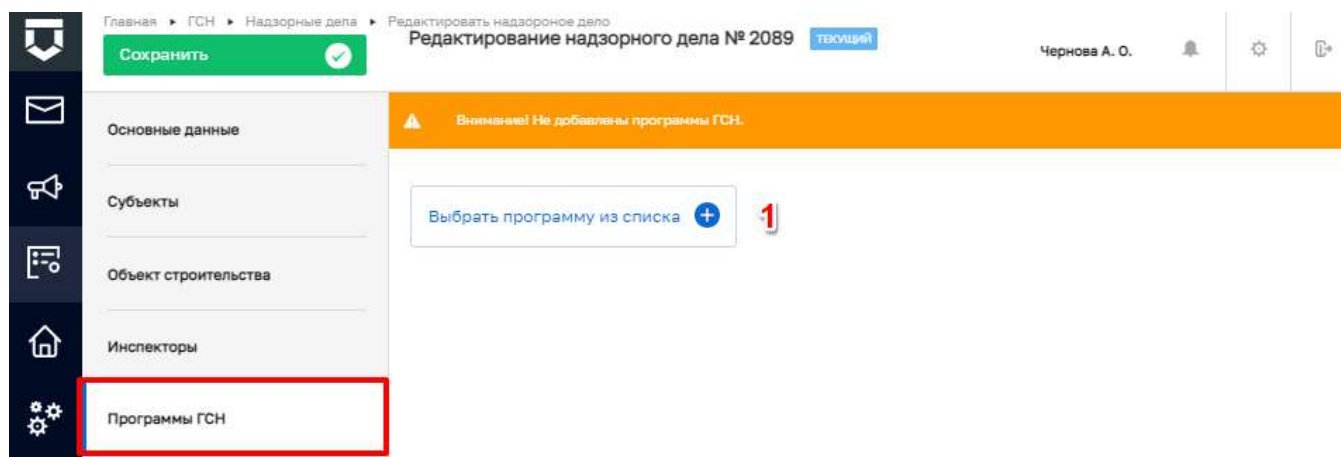 Главная ▸ ГСН ▸ Надзорные дела ▸ Редактировать надзороное дело
Сохранить
Редактирование надзорного дела № 2089 текущий
Чернова А. О.
Основные данные
Внимание! Не добавлены программы ГСН.
Субъекты
Выбрать программу из списка
1
Объект строительства
Инспекторы
Программы ГСН